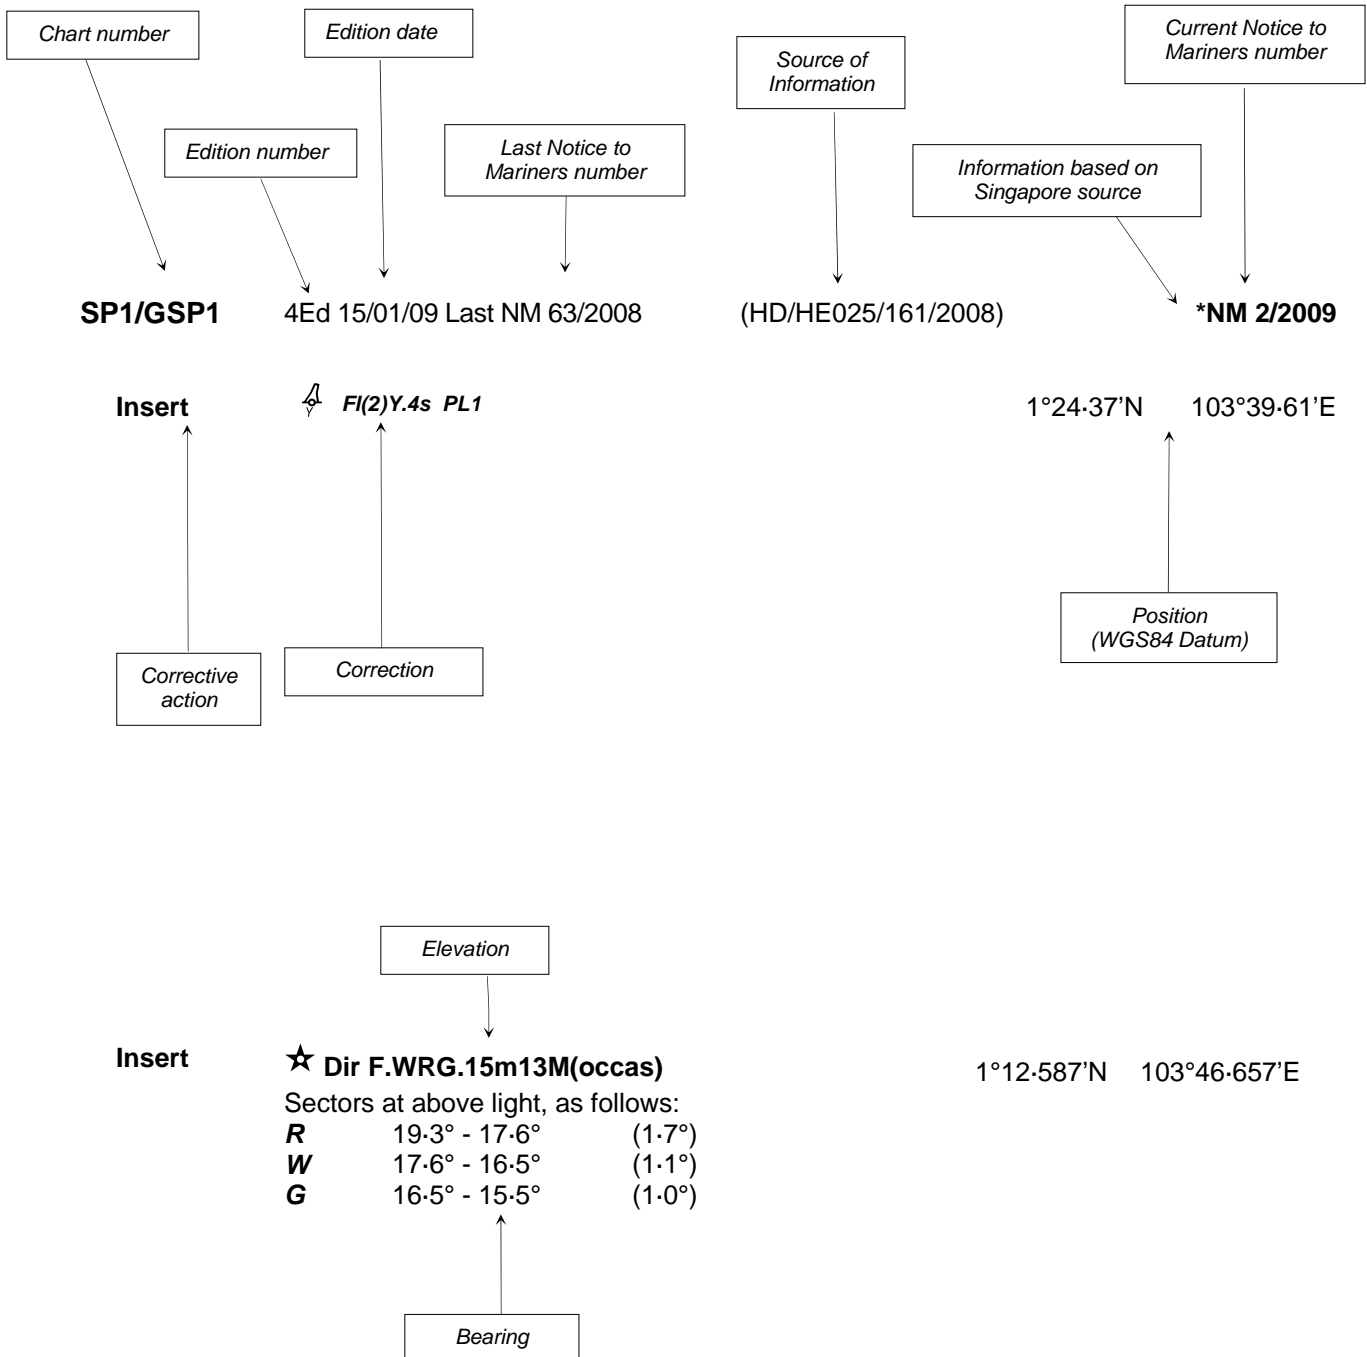 Chart number
Edition date
Source of
Information
Current Notice to
Mariners number
Edition number
Last Notice to
Mariners number
Information based on
Singapore source
SP1/GSP1 4Ed 15/01/09 Last NM 63/2008 (HD/HE025/161/2008) *NM 2/2009
Insert Y Fl(2)Y.4s PL1 1°24·37’N 103°39·61’E
Position
(WGS84 Datum)
Corrective
action
Correction
Elevation
Insert Dir F.WRG.15m13M(occas) 1°12·587’N 103°46·657’E
Sectors at above light, as follows:
R 19·3° - 17·6° (1·7°)
W 17·6° - 16·5° (1·1°)
G 16·5° - 15·5° (1·0°)
Bearing